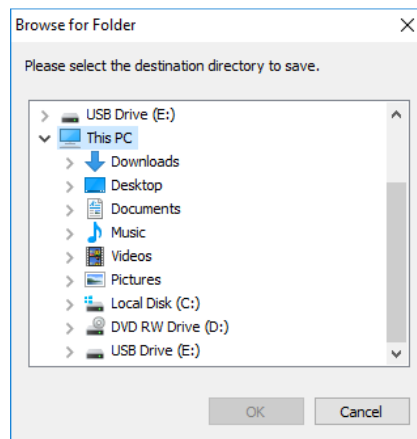 Browse for Folder
Please select the destination directory to save.
USB Drive (E:)
This PC
Downloads
Desktop
Documents
Music
Videos
Pictures
Local Disk (C:)
DVD RW Drive (D:)
USB Drive (E:)
OK Cancel